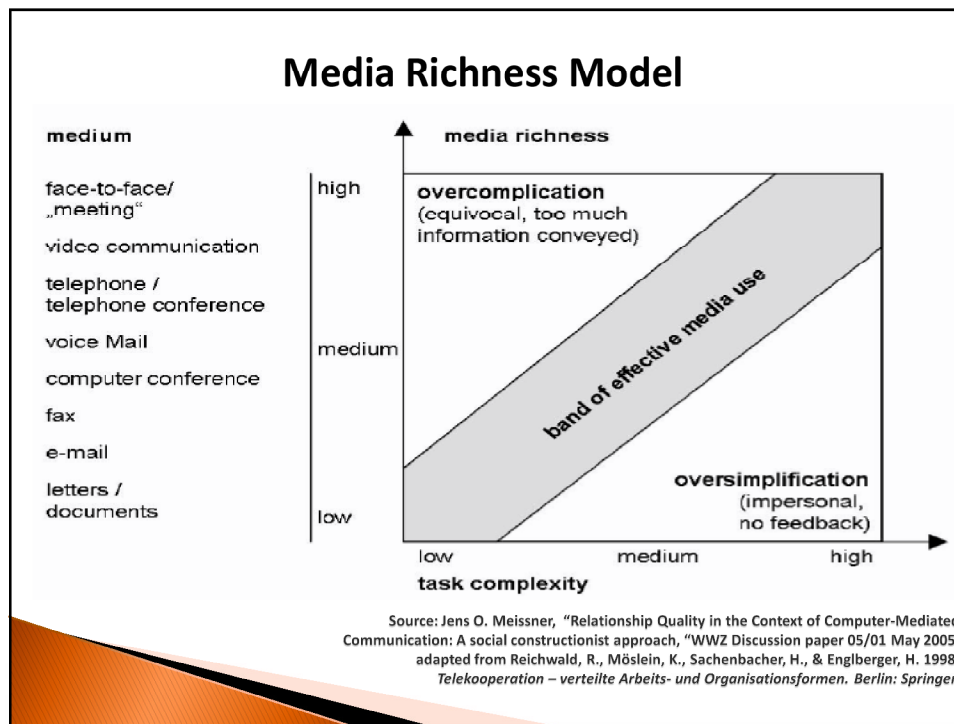 Media Richness Model
medium
face-to-face/
„meeting“
video communication
telephone /
telephone conference
voice Mail
computer conference
fax
e-mail
letters /
documents
media richness
high
medium
low
overcomplication
(equivocal, too much
information conveyed)
band of effective media use
oversimplification
(impersonal,
no feedback)
low medium high
task complexity
Source: Jens O. Meissner, “Relationship Quality in the Context of Computer-Mediated
Communication: A social constructionist approach, “WWZ Discussion paper 05/01 May 2005
adapted from Reichwald, R., Möslein, K., Sachenbacher, H., & Englberger, H. 1998
Telekooperation – verteilte Arbeits- und Organisationsformen. Berlin: Springer